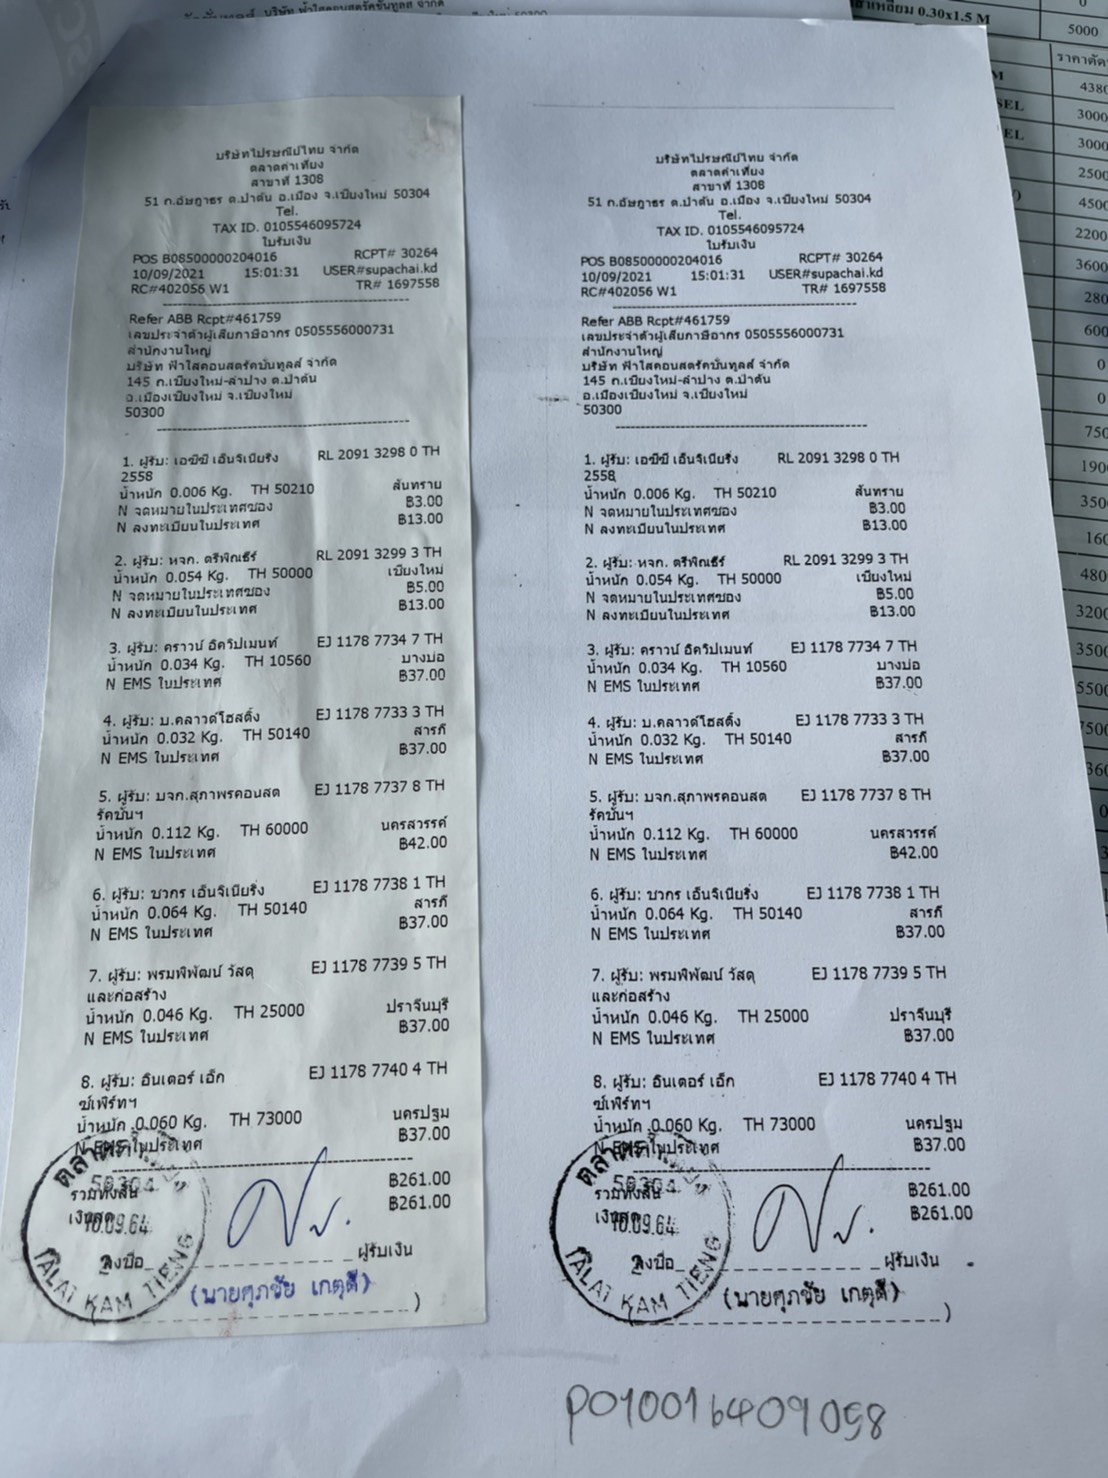 บริษัทไปรษณีย์ไทย จำกัด
ตลาดคำเที่ยง
สาขาที่ 1308
51 ถ.อัษฎาธร ต.ป่าตัน อ.เมือง จ.เชียงใหม่ 50304
Tel.
TAX ID. 0105546095724
ใบรับเงิน
POS B08500000204016 RCPT# 30264
10/09/2021 15:01:31 USER#supachai.kd
RC#402056 W1 TR# 1697558
Refer ABB Rcpt#461759
เลขประจำตัวผู้เสียภาษีอากร 0505556000731
สำนักงานใหญ่
บริษัท ฟ้าใสคอนสตรัคชั่นทูลส์ จำกัด
145 ถ.เชียงใหม่-ลำปาง ต.ป่าตัน
อ.เมืองเชียงใหม่ จ.เชียงใหม่
50300
1. ผู้รับ: เอซีซี เอ็นจิเนียริ่ง RL 2091 3298 0 TH
2558
น้ำหนัก 0.006 Kg. TH 50210 สันทราย
N จดหมายในประเทศซอง ฿3.00
N ลงทะเบียนในประเทศ ฿13.00
2. ผู้รับ: หจก. ตรีพิณธีร์ RL 2091 3299 3 TH
น้ำหนัก 0.054 Kg. TH 50000 เชียงใหม่
N จดหมายในประเทศซอง ฿5.00
N ลงทะเบียนในประเทศ ฿13.00
3. ผู้รับ: คราวน์ อีควิปเมนท์ EJ 1178 7734 7 TH
น้ำหนัก 0.034 Kg. TH 10560 บางบ่อ
N EMS ในประเทศ ฿37.00
4. ผู้รับ: บ.คลาวด์โฮสติ้ง EJ 1178 7733 3 TH
น้ำหนัก 0.032 Kg. TH 50140 สารภี
N EMS ในประเทศ ฿37.00
5. ผู้รับ: บจก.สุภาพรคอนสต EJ 1178 7737 8 TH
รัคชั่นฯ
น้ำหนัก 0.112 Kg. TH 60000 นครสวรรค์
N EMS ในประเทศ ฿42.00
6. ผู้รับ: ชวกร เอ็นจิเนียริ่ง EJ 1178 7738 1 TH
น้ำหนัก 0.064 Kg. TH 50140 สารภี
N EMS ในประเทศ ฿37.00
7. ผู้รับ: พรมพิพัฒน์ วัสดุ EJ 1178 7739 5 TH
และก่อสร้าง
น้ำหนัก 0.046 Kg. TH 25000 ปราจีนบุรี
N EMS ในประเทศ ฿37.00
8. ผู้รับ: อินเตอร์ เอ็ก EJ 1178 7740 4 TH
ซ์เพิร์ทฯ
น้ำหนัก 0.060 Kg. TH 73000 นครปฐม
N EMS ในประเทศ ฿37.00
รวมทั้งสิ้น ฿261.00
เงินสด ฿261.00
50304
10.09.64
2
TALAT KAM TIENG
ลงชื่อ ผู้รับเงิน
(นายศุภชัย เกตุดี)
บริษัทไปรษณีย์ไทย จำกัด
ตลาดคำเที่ยง
สาขาที่ 1308
51 ถ.อัษฎาธร ต.ป่าตัน อ.เมือง จ.เชียงใหม่ 50304
Tel.
TAX ID. 0105546095724
ใบรับเงิน
POS B08500000204016 RCPT# 30264
10/09/2021 15:01:31 USER#supachai.kd
RC#402056 W1 TR# 1697558
Refer ABB Rcpt#461759
เลขประจำตัวผู้เสียภาษีอากร 0505556000731
สำนักงานใหญ่
บริษัท ฟ้าใสคอนสตรัคชั่นทูลส์ จำกัด
145 ถ.เชียงใหม่-ลำปาง ต.ป่าตัน
อ.เมืองเชียงใหม่ จ.เชียงใหม่
50300
1. ผู้รับ: เอซีซี เอ็นจิเนียริ่ง RL 2091 3298 0 TH
2558
น้ำหนัก 0.006 Kg. TH 50210 สันทราย
N จดหมายในประเทศซอง ฿3.00
N ลงทะเบียนในประเทศ ฿13.00
2. ผู้รับ: หจก. ตรีพิณธีร์ RL 2091 3299 3 TH
น้ำหนัก 0.054 Kg. TH 50000 เชียงใหม่
N จดหมายในประเทศซอง ฿5.00
N ลงทะเบียนในประเทศ ฿13.00
3. ผู้รับ: คราวน์ อีควิปเมนท์ EJ 1178 7734 7 TH
น้ำหนัก 0.034 Kg. TH 10560 บางบ่อ
N EMS ในประเทศ ฿37.00
4. ผู้รับ: บ.คลาวด์โฮสติ้ง EJ 1178 7733 3 TH
น้ำหนัก 0.032 Kg. TH 50140 สารภี
N EMS ในประเทศ ฿37.00
5. ผู้รับ: บจก.สุภาพรคอนสต EJ 1178 7737 8 TH
รัคชั่นฯ
น้ำหนัก 0.112 Kg. TH 60000 นครสวรรค์
N EMS ในประเทศ ฿42.00
6. ผู้รับ: ชวกร เอ็นจิเนียริ่ง EJ 1178 7738 1 TH
น้ำหนัก 0.064 Kg. TH 50140 สารภี
N EMS ในประเทศ ฿37.00
7. ผู้รับ: พรมพิพัฒน์ วัสดุ EJ 1178 7739 5 TH
และก่อสร้าง
น้ำหนัก 0.046 Kg. TH 25000 ปราจีนบุรี
N EMS ในประเทศ ฿37.00
8. ผู้รับ: อินเตอร์ เอ็ก EJ 1178 7740 4 TH
ซ์เพิร์ทฯ
น้ำหนัก 0.060 Kg. TH 73000 นครปฐม
N EMS ในประเทศ ฿37.00
รวมทั้งสิ้น ฿261.00
เงินสด ฿261.00
50304
10.09.64
2
TALAT KAM TIENG
ลงชื่อ ผู้รับเงิน
(นายศุภชัย เกตุดี)
PO10016409058
0.30x1.5 M
5000
4380
3000
3000
2500
4500
2200
3600